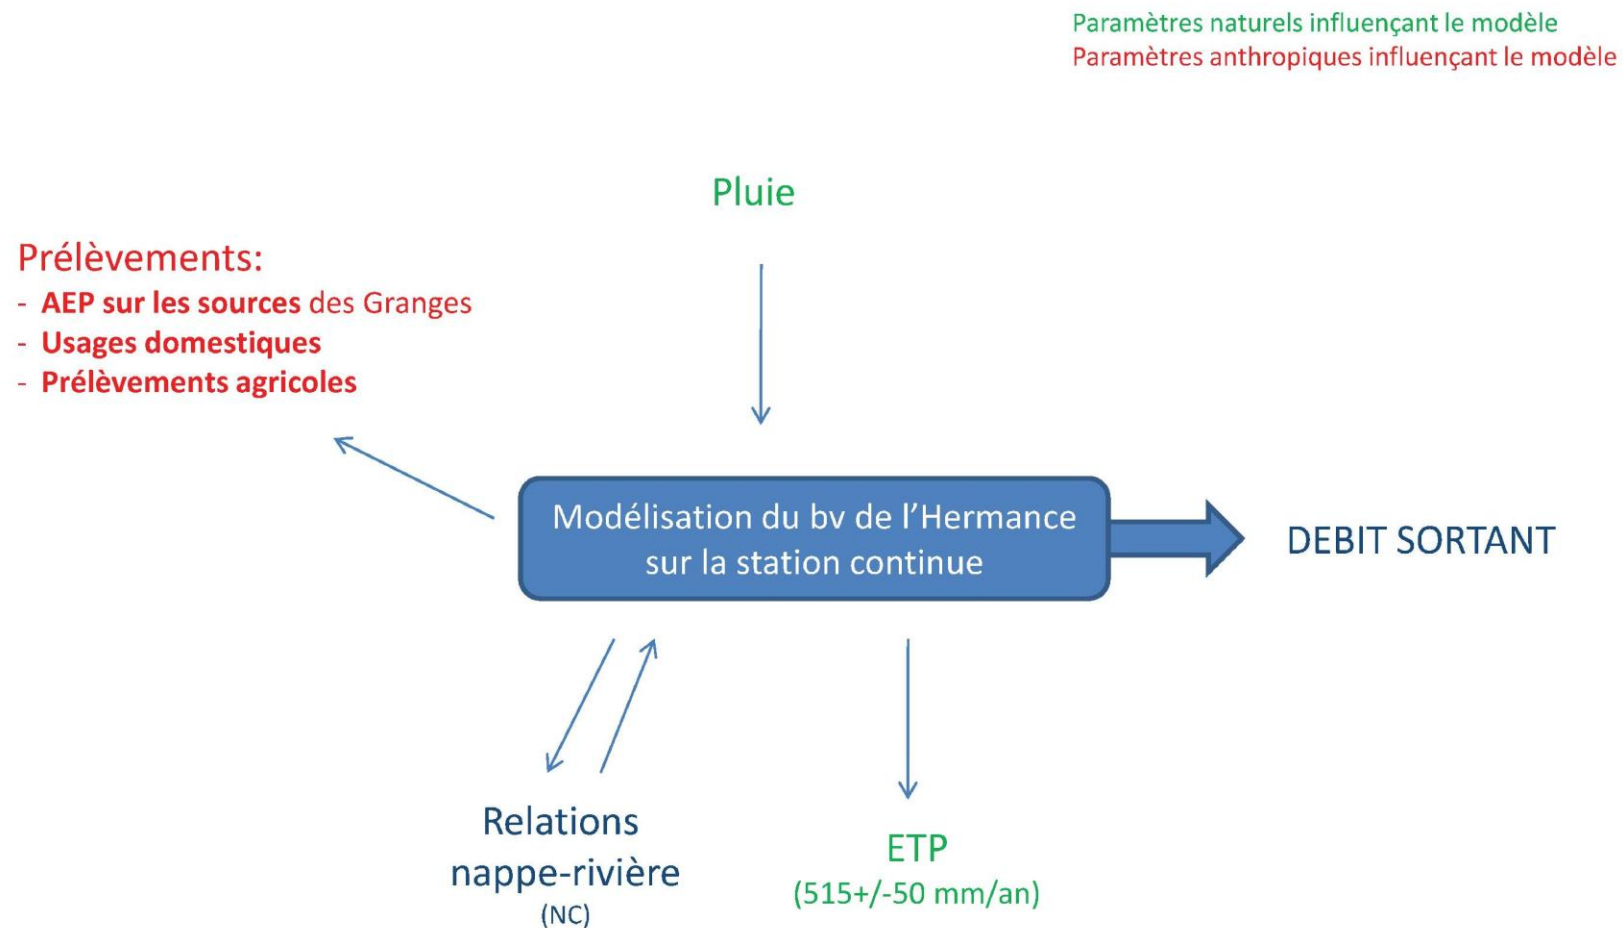 Paramètres naturels influençant le modèle
Paramètres anthropiques influençant le modèle
Pluie
Prélèvements:
- AEP sur les sources des Granges
- Usages domestiques
- Prélèvements agricoles
Modélisation du bv de l'Hermance
sur la station continue
DEBIT SORTANT
Relations
nappe-rivière
(NC)
ETP
(515+/-50 mm/an)